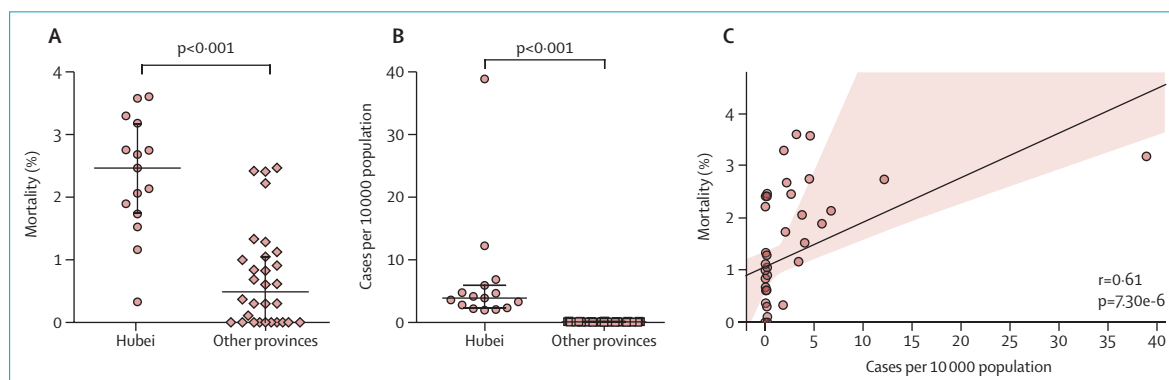 A
p<0·001
Mortality (%)
4
3
2
1
0
Hubei
Other provinces
B
p<0·001
Cases per 10 000 population
40
30
20
10
0
Hubei
Other provinces
C
Mortality (%)
4
3
2
1
0
r=0·61
p=7.30e-6
0
5
10
15
20
25
30
35
40
Cases per 10 000 population